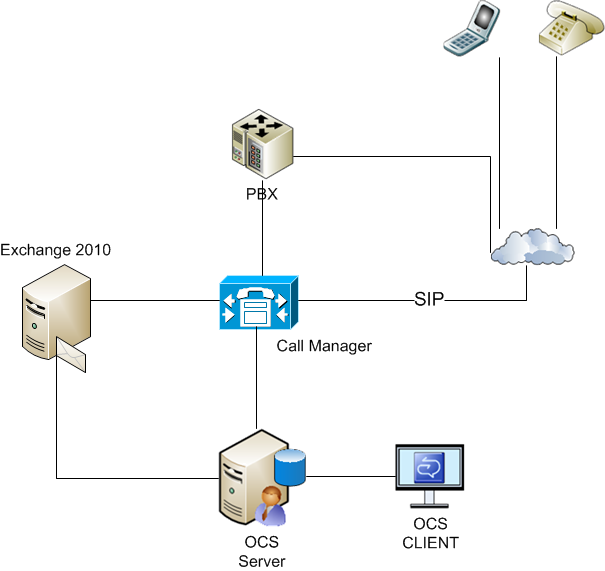 PBX
Exchange 2010
SIP
Call Manager
OCS
CLIENT
OCS
Server